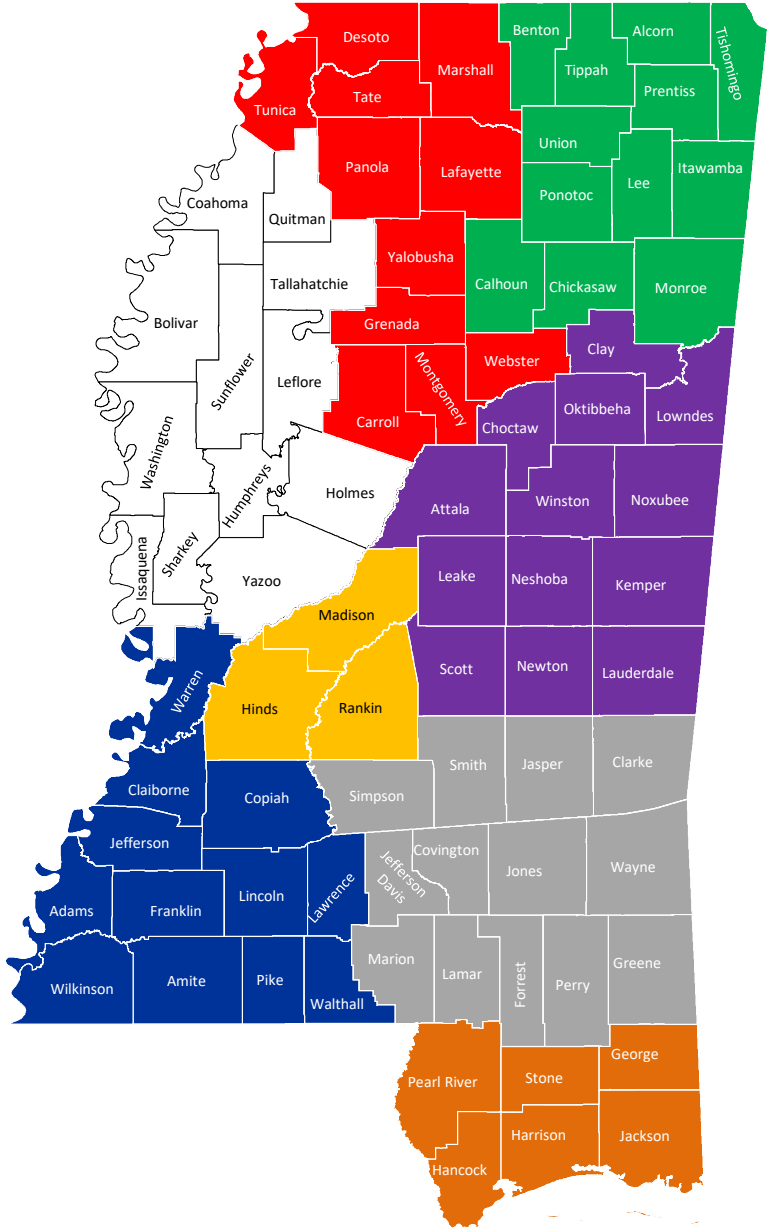 Desoto
Benton
Alcorn
Tishomingo
Marshall
Tippah
Tate
Prentiss
Tunica
Union
Panola
Lafayette
Itawamba
Lee
Ponotoc
Coahoma
Quitman
Yalobusha
Tallahatchie
Calhoun
Chickasaw
Monroe
Bolivar
Grenada
Clay
Webster
Sunflower
Leflore
Montgomery
Oktibbeha
Lowndes
Carroll
Choctaw
Washington
Humphreys
Holmes
Attala
Winston
Noxubee
Issaquena
Sharkey
Yazoo
Leake
Neshoba
Kemper
Madison
Scott
Newton
Lauderdale
Warren
Hinds
Rankin
Smith
Jasper
Clarke
Claiborne
Copiah
Simpson
Jefferson
Covington
Jefferson
Davis
Jones
Wayne
Lincoln
Lawrence
Adams
Franklin
Marion
Lamar
Forrest
Perry
Greene
Wilkinson
Amite
Pike
Walthall
Pearl River
Stone
George
Harrison
Jackson
Hancock